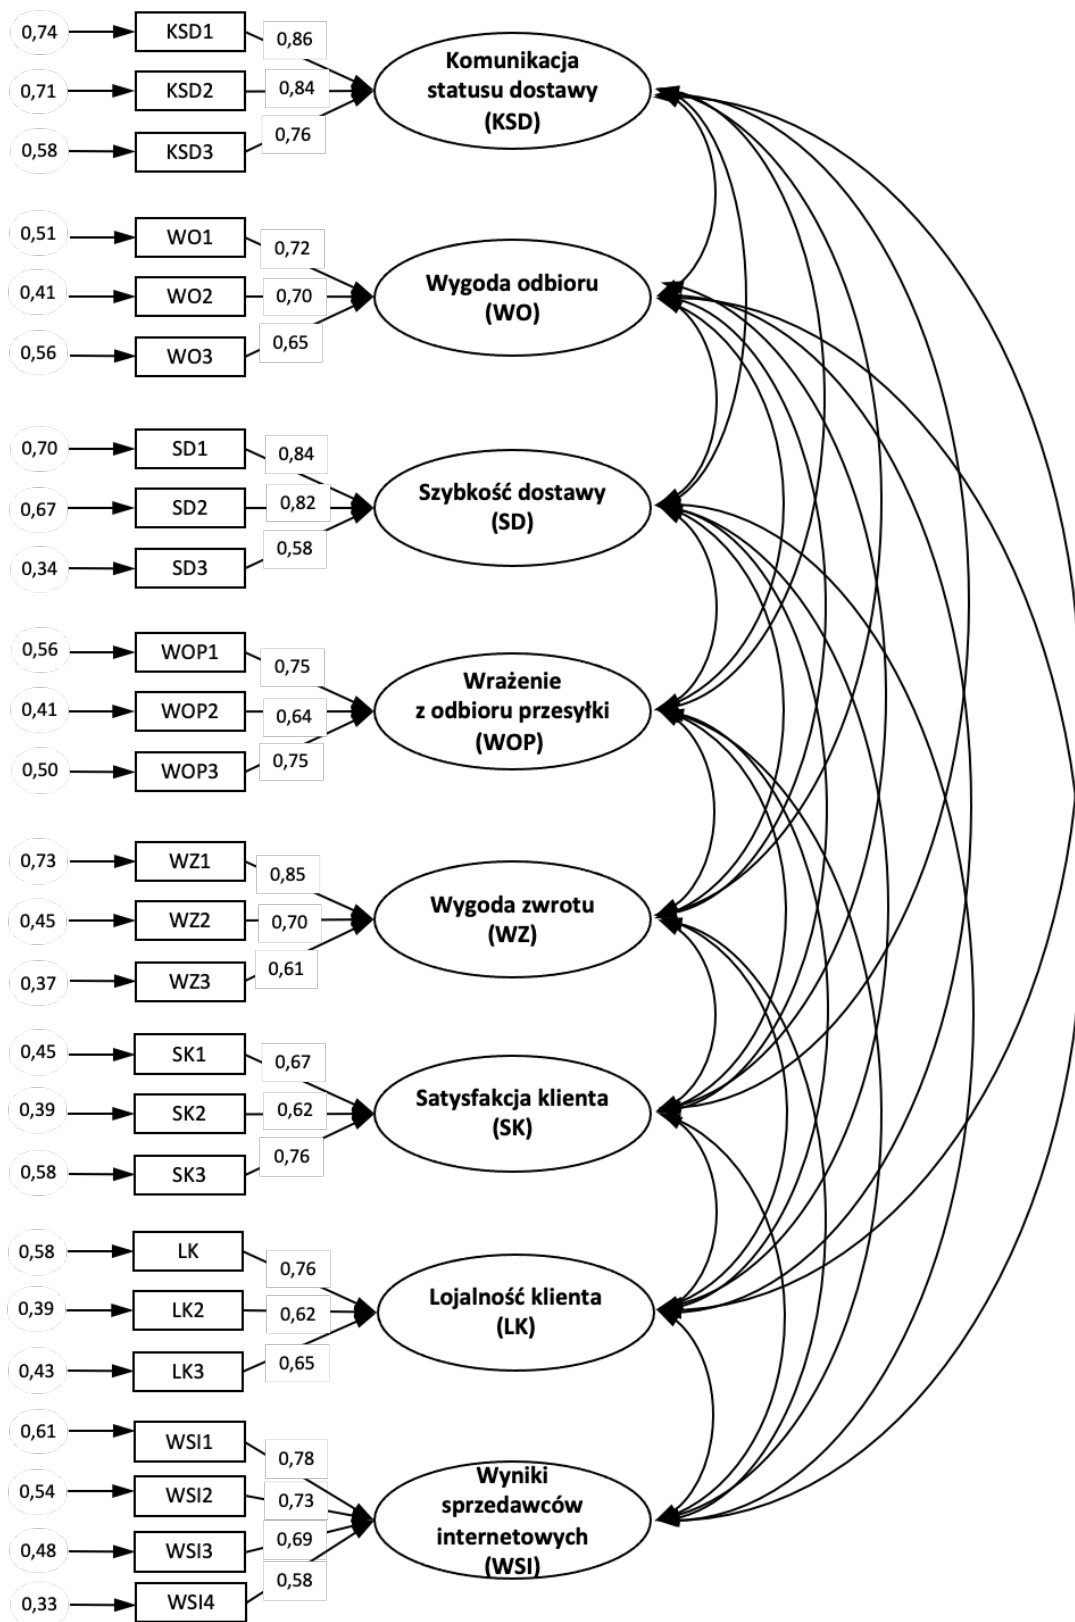 0,74
KSD1
0,86
0,71
KSD2
0,84
0,58
KSD3
0,76
Komunikacja
statusu dostawy
(KSD)
0,51
WO1
0,72
0,41
WO2
0,70
0,56
WO3
0,65
Wygoda odbioru
(WO)
0,70
SD1
0,84
0,67
SD2
0,82
0,34
SD3
0,58
Szybkość dostawy
(SD)
0,56
WOP1
0,75
0,41
WOP2
0,64
0,50
WOP3
0,75
Wrażenie
z odbioru przesyłki
(WOP)
0,73
WZ1
0,85
0,45
WZ2
0,70
0,37
WZ3
0,61
Wygoda zwrotu
(WZ)
0,45
SK1
0,67
0,39
SK2
0,62
0,58
SK3
0,76
Satysfakcja klienta
(SK)
0,58
LK
0,76
0,39
LK2
0,62
0,43
LK3
0,65
Lojalność klienta
(LK)
0,61
WSI1
0,78
0,54
WSI2
0,73
0,48
WSI3
0,69
0,33
WSI4
0,58
Wyniki
sprzedawców
internetowych
(WSI)